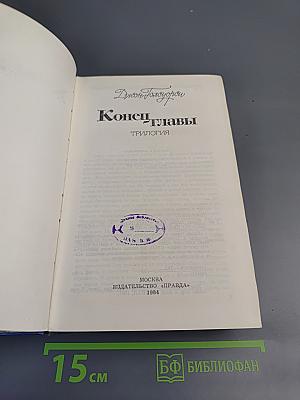 Джон Голсуорси
Конец
главы
ТРИЛОГИЯ
МОСКВА
ИЗДАТЕЛЬСТВО «ПРАВДА»
1984
15 СМ
БФ БИБЛИОФАН